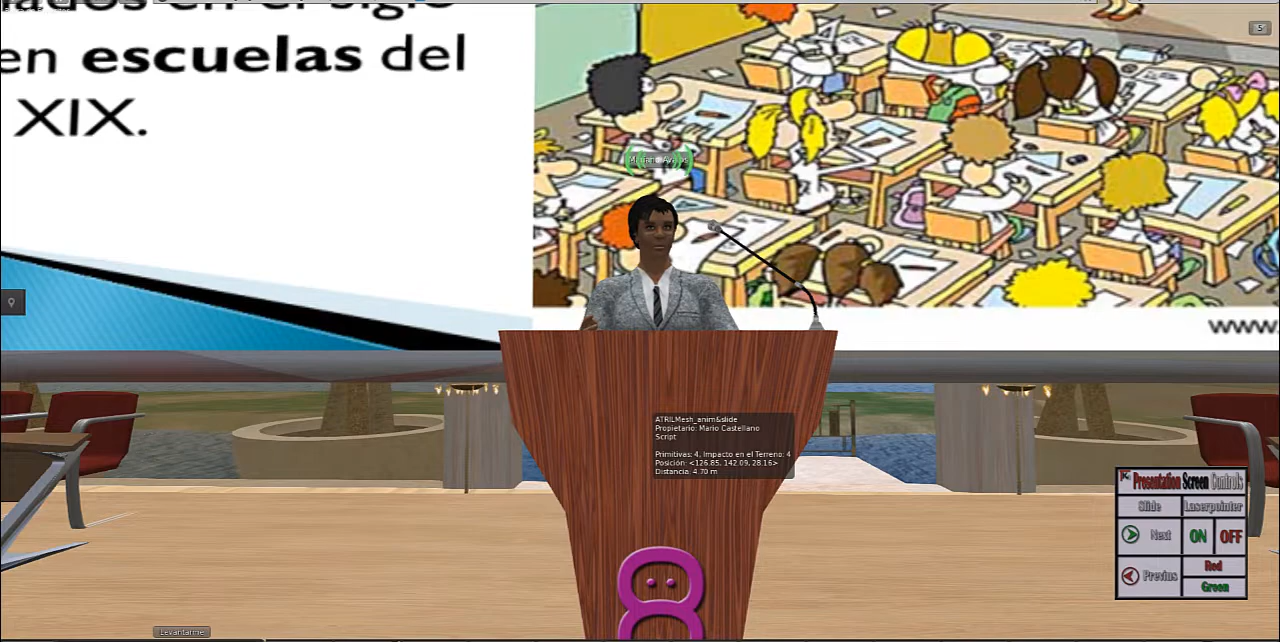 en escuelas del
XIX.
www.
ATRILMesh_anim&slide
Propietario: Mario Castellano
Script
Primitivas: 4, Impacto en el Terreno: 4
Posición: <126.85, 142.09, 28.16>
Distancia: 4.70 m
Presentation Screen Controls
Slide Laserpointer
Next ON OFF
Previus Red
Green
Levantarme